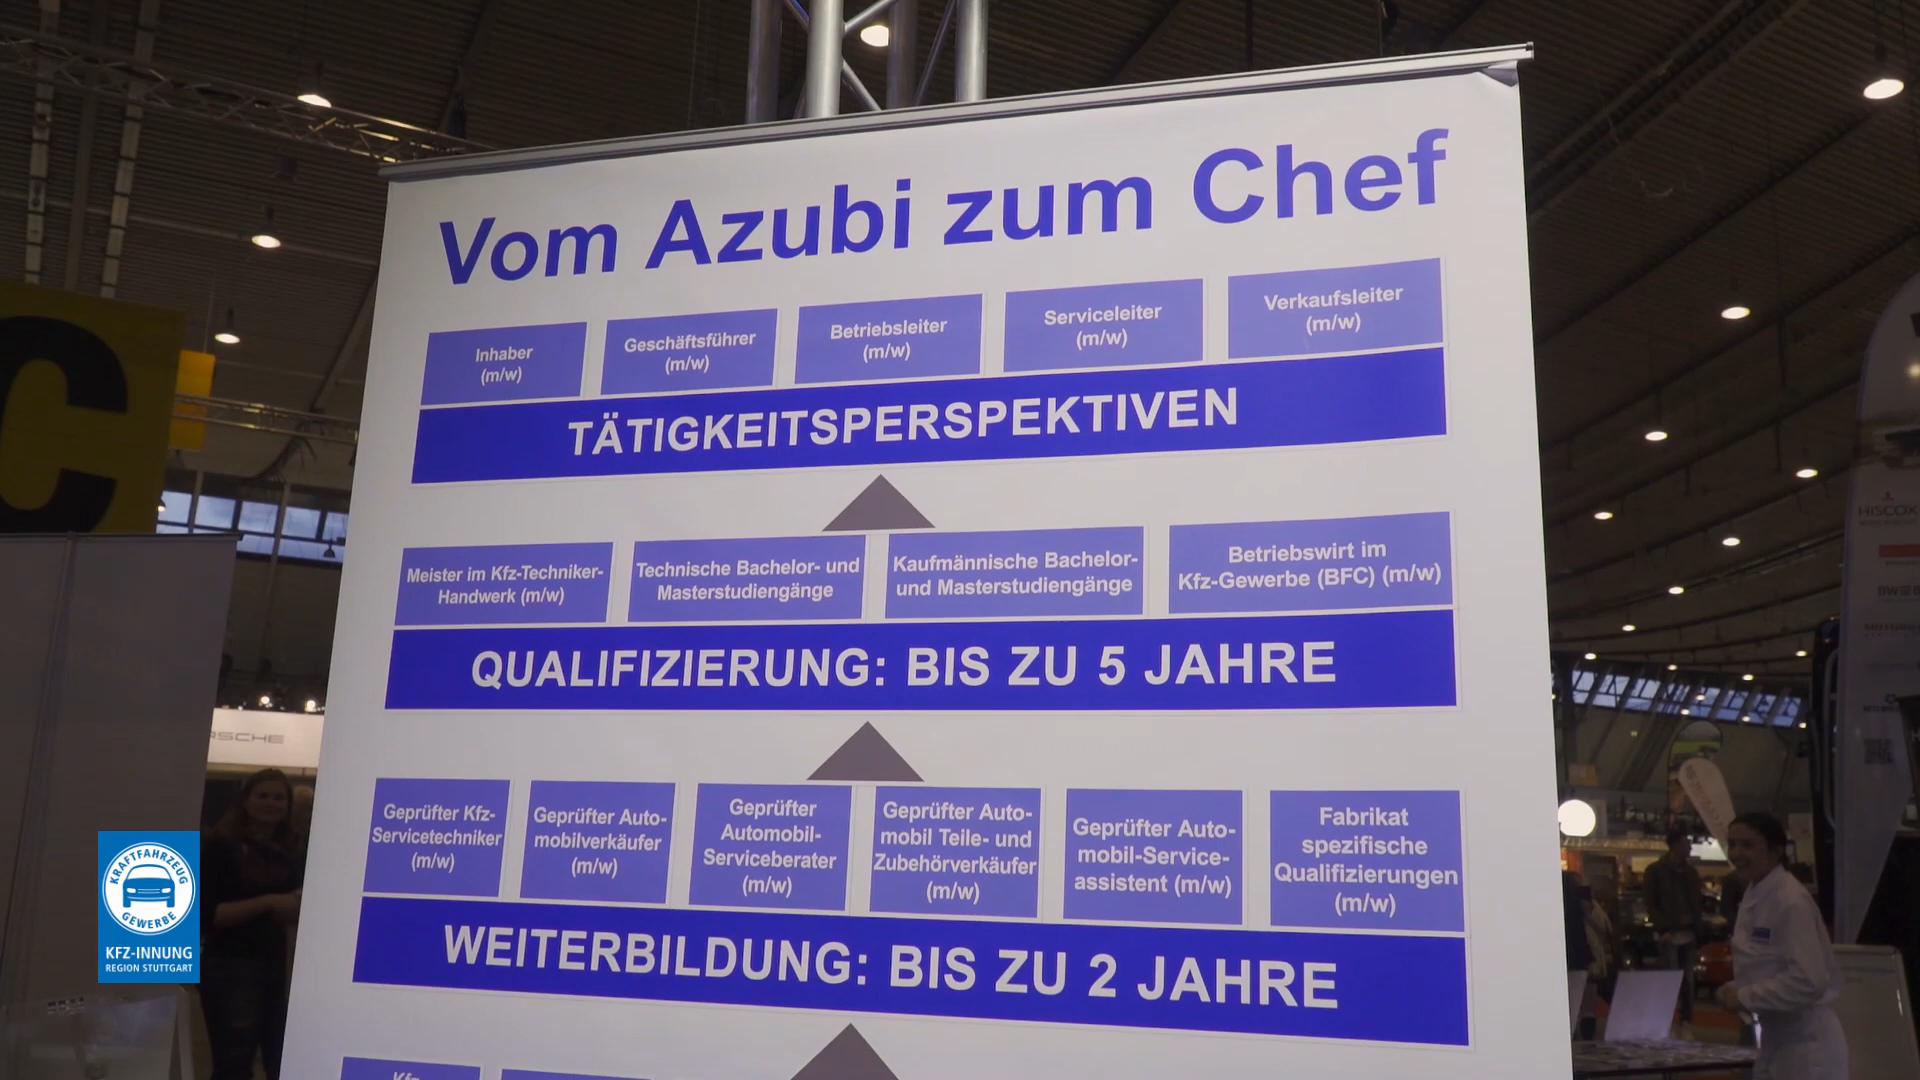 Vom Azubi zum Chef
Inhaber
(m/w)
Geschäftsführer
(m/w)
Betriebsleiter
(m/w)
Serviceleiter
(m/w)
Verkaufsleiter
(m/w)
TÄTIGKEITSPERSPEKTIVEN
Meister im Kfz-Techniker-
Handwerk (m/w)
Technische Bachelor- und
Masterstudiengänge
Kaufmännische Bachelor-
und Masterstudiengänge
Betriebswirt im
Kfz-Gewerbe (BFC) (m/w)
QUALIFIZIERUNG: BIS ZU 5 JAHRE
Geprüfter Kfz-
Servicetechniker
(m/w)
Geprüfter Auto-
mobilverkäufer
(m/w)
Geprüfter
Automobil-
Serviceberater
(m/w)
Geprüfter Auto-
mobil Teile- und
Zubehörverkäufer
(m/w)
Geprüfter Auto-
mobil-Service-
assistent (m/w)
Fabrikat
spezifische
Qualifizierungen
(m/w)
WEITERBILDUNG: BIS ZU 2 JAHRE
C
HISCOX
KRAFTFAHRZEUG
GEWERBE
KFZ-INNUNG
REGION STUTTGART